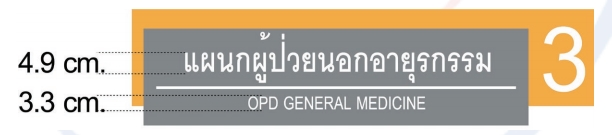 4.9 cm. แผนกผู้ป่วยนอกอายุรกรรม 3
3.3 cm. OPD GENERAL MEDICINE